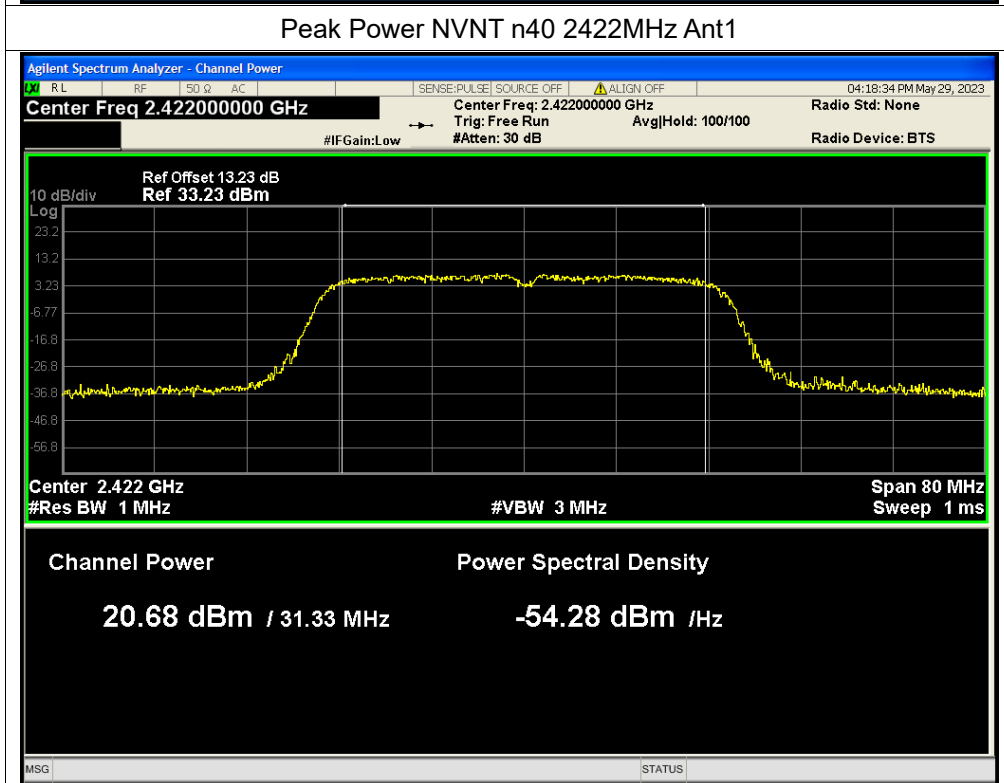 Peak Power NVNT n40 2422MHz Ant1
Agilent Spectrum Analyzer - Channel Power
LXI RL RF 50 Ω AC SENSE:PULSE SOURCE OFF ALIGN OFF 04:18:34 PM May 29, 2023
Center Freq 2.422000000 GHz Center Freq: 2.422000000 GHz Radio Std: None
Trig: Free Run Avg|Hold: 100/100
#IFGain:Low #Atten: 30 dB Radio Device: BTS
Ref Offset 13.23 dB
10 dB/div Ref 33.23 dBm
Log
23.2
13.2
3.23
-6.77
-16.8
-26.8
-36.8
-46.8
-56.8
Center 2.422 GHz Span 80 MHz
#Res BW 1 MHz #VBW 3 MHz Sweep 1 ms
Channel Power Power Spectral Density
20.68 dBm / 31.33 MHz -54.28 dBm /Hz
MSG STATUS